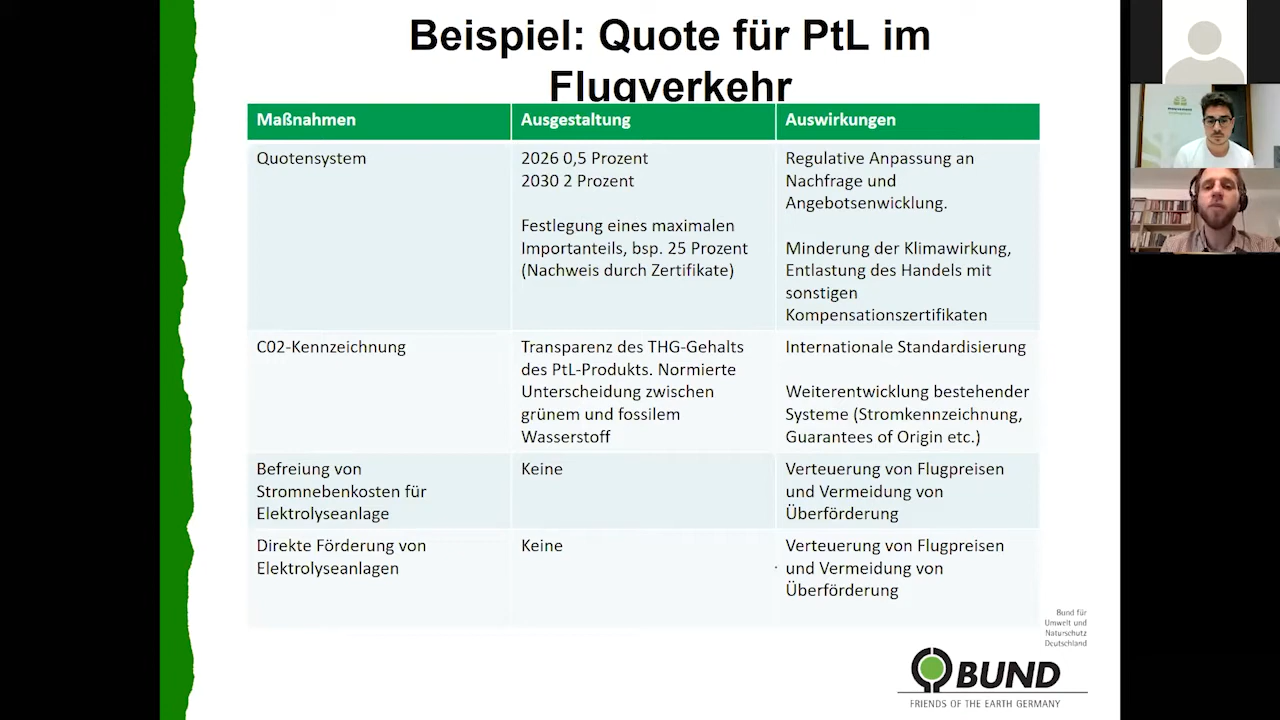 Beispiel: Quote für PtL im
Flugverkehr
Maßnahmen
Ausgestaltung
Auswirkungen
Quotensystem
2026 0,5 Prozent
2030 2 Prozent
Festlegung eines maximalen
Importanteils, bsp. 25 Prozent
(Nachweis durch Zertifikate)
Regulative Anpassung an
Nachfrage und
Angebotsenwicklung.
Minderung der Klimawirkung,
Entlastung des Handels mit
sonstigen
Kompensationszertifikaten
C02-Kennzeichnung
Transparenz des THG-Gehalts
des PtL-Produkts. Normierte
Unterscheidung zwischen
grünem und fossilem
Wasserstoff
Internationale Standardisierung
Weiterentwicklung bestehender
Systeme (Stromkennzeichnung,
Guarantees of Origin etc.)
Befreiung von
Stromnebenkosten für
Elektrolyseanlage
Keine
Verteuerung von Flugpreisen
und Vermeidung von
Überförderung
Direkte Förderung von
Elektrolyseanlagen
Keine
Verteuerung von Flugpreisen
und Vermeidung von
Überförderung
Bund für
Umwelt und
Naturschutz
Deutschland
BUND
FRIENDS OF THE EARTH GERMANY